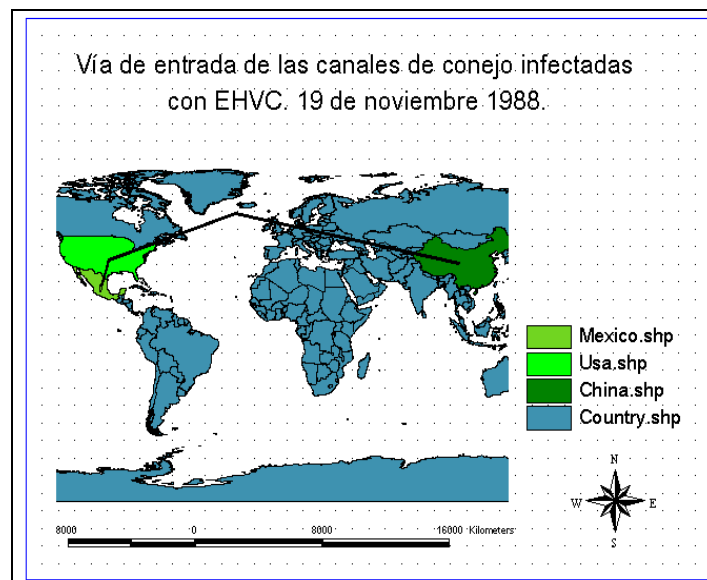 Vía de entrada de las canales de conejo infectadas
con EHVC. 19 de noviembre 1988.
Mexico.shp
Usa.shp
China.shp
Country.shp
N
W E
S
8000 0 8000 16000 Kilometers